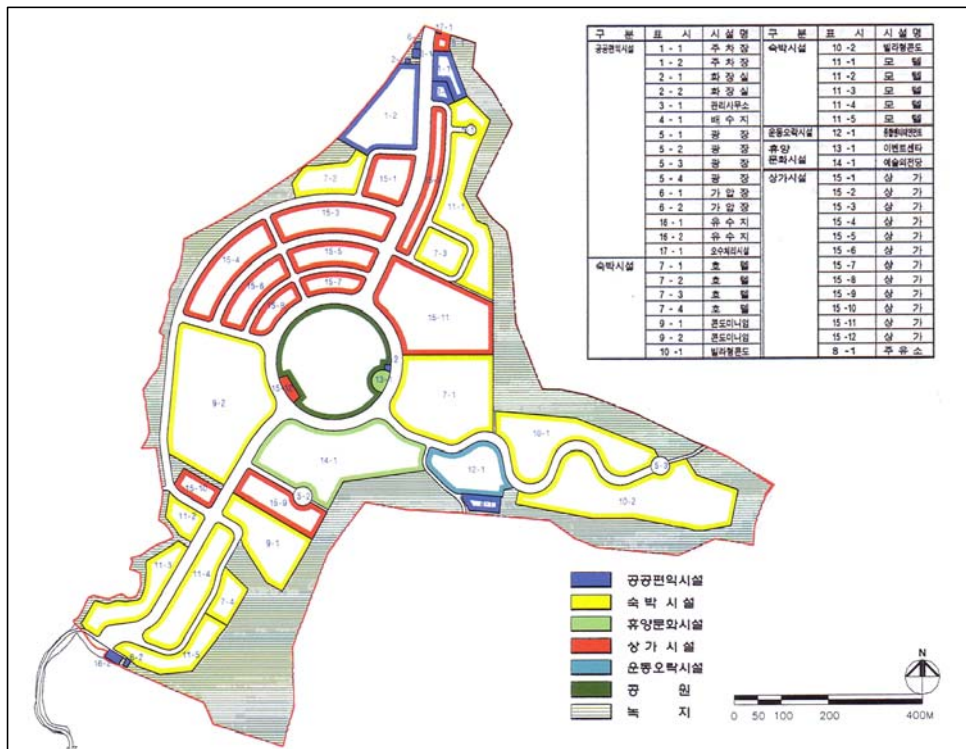 구 분 표 시 시설명 구 분 표 시 시설명
공공편익시설 1 - 1 주 차 장 숙박시설 10 -2 빌라형콘도
1 - 2 주 차 장 11 -1 모 텔
2 - 1 화 장 실 11 -2 모 텔
2 - 2 화 장 실 11 -3 모 텔
3 - 1 관리사무소 11 -4 모 텔
4 - 1 배 수 지 11 -5 모 텔
5 - 1 광 장 운동오락시설 12 -1
5 - 2 광 장 휴양 문화시설 13 -1 이벤트센타
5 - 3 광 장 14 -1 예술의전당
5 - 4 광 장 상가시설 15 -1 상 가
6 - 1 가 압 장 15 -2 상 가
6 - 2 가 압 장 15 -3 상 가
16 - 1 유 수 지 15 -4 상 가
16 - 2 유 수 지 15 -5 상 가
17 - 1 오수처리시설 15 -6 상 가
숙박시설 7 - 1 호 텔 15 -7 상 가
7 - 2 호 텔 15 -8 상 가
7 - 3 호 텔 15 -9 상 가
7 - 4 호 텔 15 -10 상 가
9 - 1 콘도미니엄 15 -11 상 가
9 - 2 콘도미니엄 15 -12 상 가
10 -1 빌라형콘도 8 -1 주 유 소
17-1
1-1
1-2
7-2
15-1
11-1
15-3
7-3
15-4
15-5
15-6
15-7
15-11
9-2
7-1
14-1
12-1
10-1
5-3
10-2
15-10
15-9
5-2
11-2
9-1
11-3
11-4
7-4
11-5
16-2
6-2
공공편익시설
숙 박 시 설
휴양문화시설
상 가 시 설
운동오락시설
공 원
녹 지
N
0 50 100 200 400M